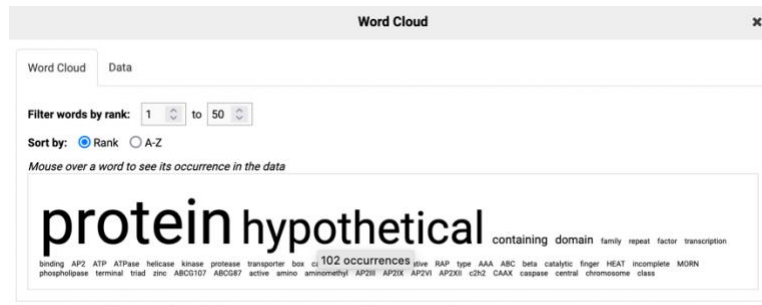 Word Cloud ×
Word Cloud Data
Filter words by rank: 1 to 50
Sort by: Rank A-Z
Mouse over a word to see its occurrence in the data
protein hypothetical containing domain family repeat factor transcription
binding AP2 ATP ATPase helicase kinase protease transporter box 102 occurrences RAP type AAA ABC beta catalytic finger HEAT incomplete MORN
phospholipase terminal triad zinc ABCG107 ABCG87 active amino aminomethyl AP2III AP2IX AP2VI AP2XII c2h2 CAAX caspase central chromosome class